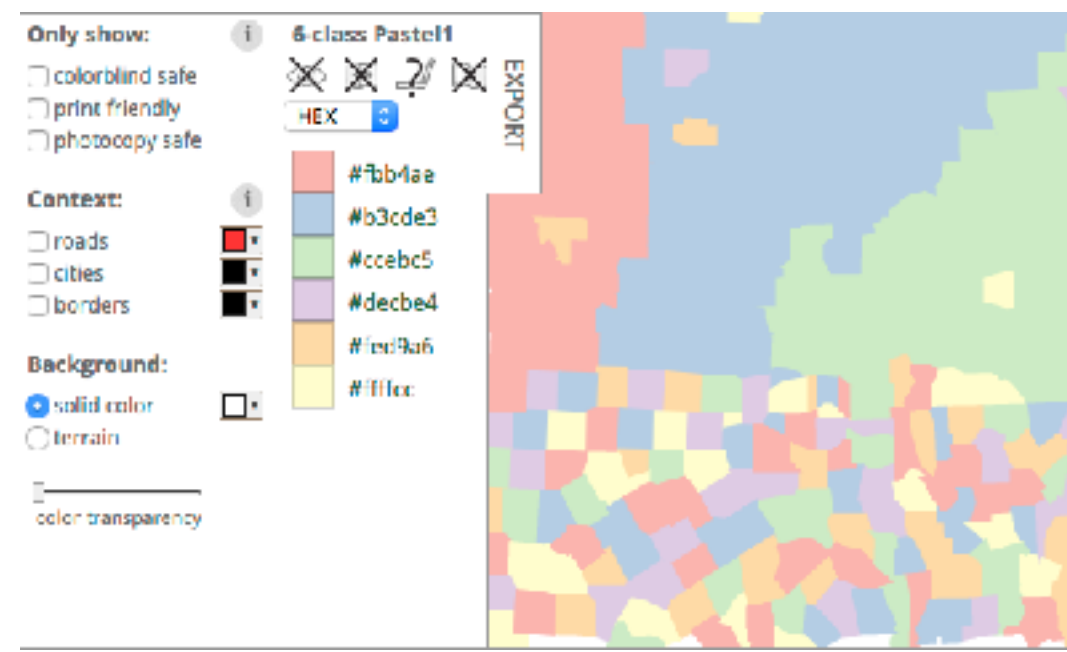 Only show:
i
colorblind safe
print friendly
photocopy safe
Context:
i
roads
cities
borders
Background:
solid color
terrain
color transparency
6-class Pastel1
EXPORT
HEX
#fbb4ae
#b3cde3
#ccebc5
#decbe4
#fed9a6
#ffffcc